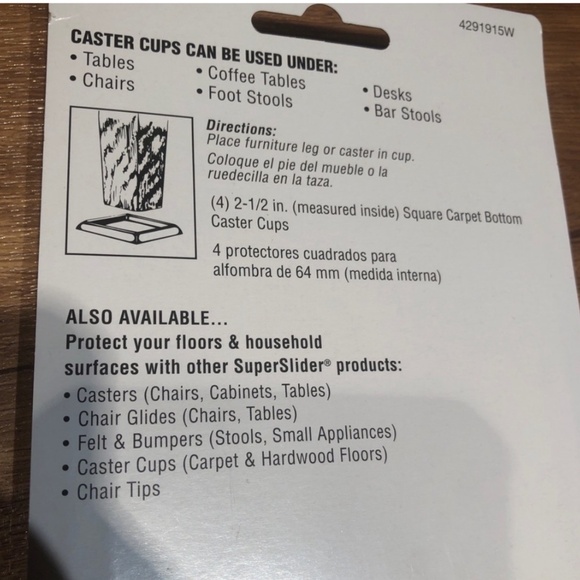 4291915W
CASTER CUPS CAN BE USED UNDER:
• Tables • Coffee Tables • Desks
• Chairs • Foot Stools • Bar Stools
Directions:
Place furniture leg or caster in cup.
Coloque el pie del mueble o la
ruedecilla en la taza.
(4) 2-1/2 in. (measured inside) Square Carpet Bottom
Caster Cups
4 protectores cuadrados para
alfombra de 64 mm (medida interna)
ALSO AVAILABLE...
Protect your floors & household
surfaces with other SuperSlider® products:
• Casters (Chairs, Cabinets, Tables)
• Chair Glides (Chairs, Tables)
• Felt & Bumpers (Stools, Small Appliances)
• Caster Cups (Carpet & Hardwood Floors)
• Chair Tips